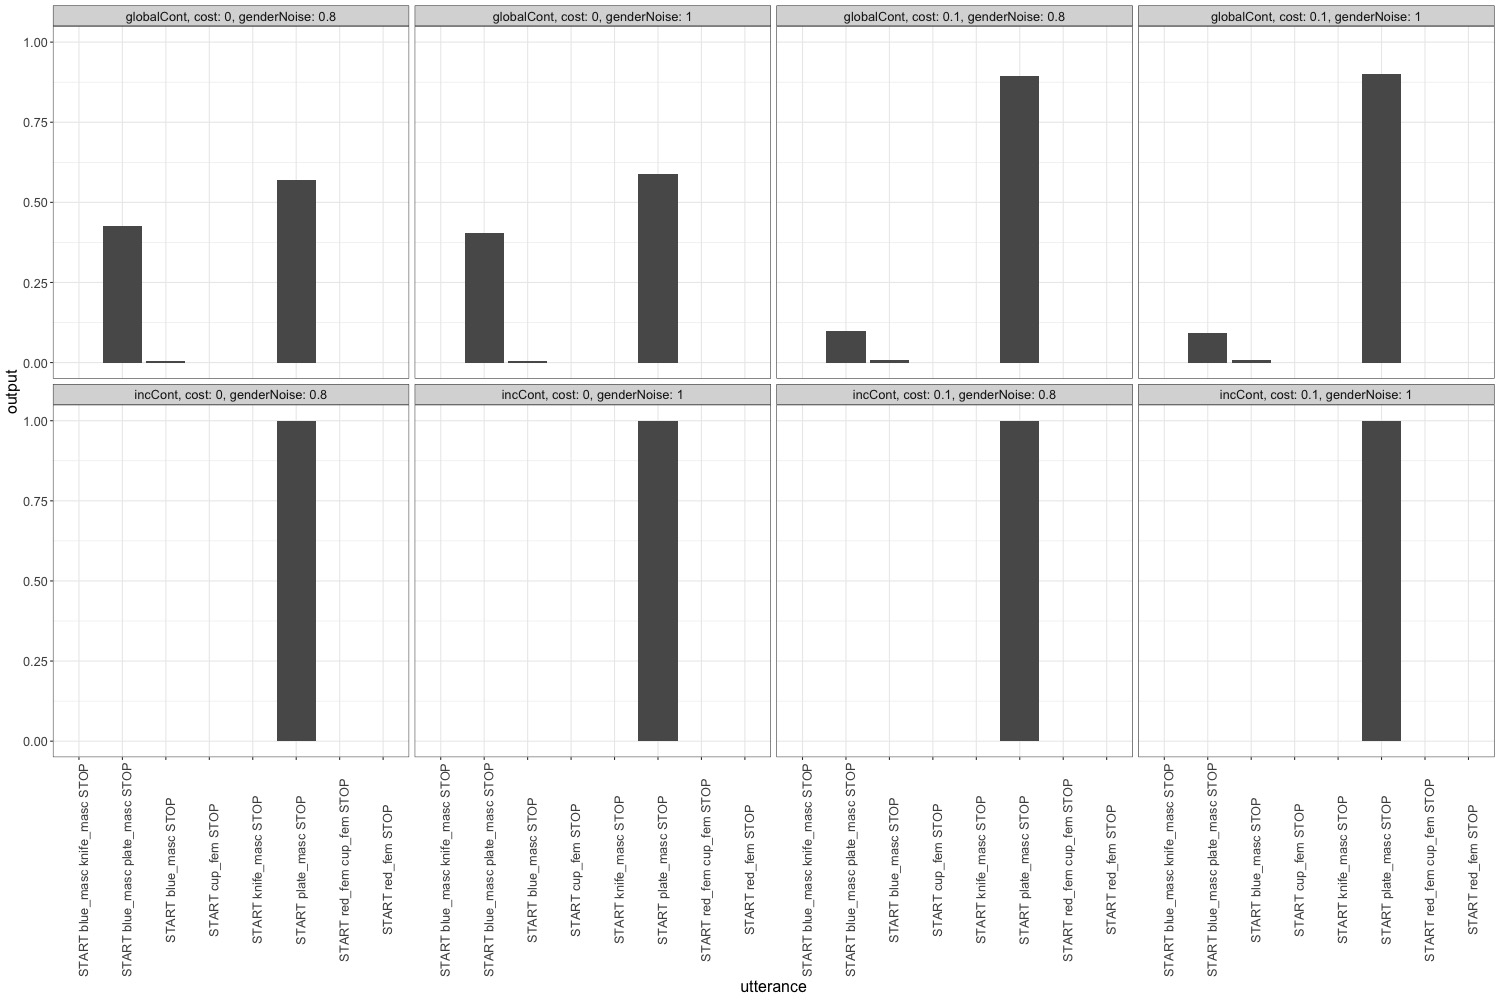 globalCont, cost: 0, genderNoise: 0.8
globalCont, cost: 0, genderNoise: 1
globalCont, cost: 0.1, genderNoise: 0.8
globalCont, cost: 0.1, genderNoise: 1
1.00
0.75
0.50
0.25
0.00
output
incCont, cost: 0, genderNoise: 0.8
incCont, cost: 0, genderNoise: 1
incCont, cost: 0.1, genderNoise: 0.8
incCont, cost: 0.1, genderNoise: 1
1.00
0.75
0.50
0.25
0.00
START blue_masc knife_masc STOP
START blue_masc plate_masc STOP
START blue_masc STOP
START cup_fem STOP
START knife_masc STOP
START plate_masc STOP
START red_fem cup_fem STOP
START red_fem STOP
START blue_masc knife_masc STOP
START blue_masc plate_masc STOP
START blue_masc STOP
START cup_fem STOP
START knife_masc STOP
START plate_masc STOP
START red_fem cup_fem STOP
START red_fem STOP
START blue_masc knife_masc STOP
START blue_masc plate_masc STOP
START blue_masc STOP
START cup_fem STOP
START knife_masc STOP
START plate_masc STOP
START red_fem cup_fem STOP
START red_fem STOP
START blue_masc knife_masc STOP
START blue_masc plate_masc STOP
START blue_masc STOP
START cup_fem STOP
START knife_masc STOP
START plate_masc STOP
START red_fem cup_fem STOP
START red_fem STOP
utterance